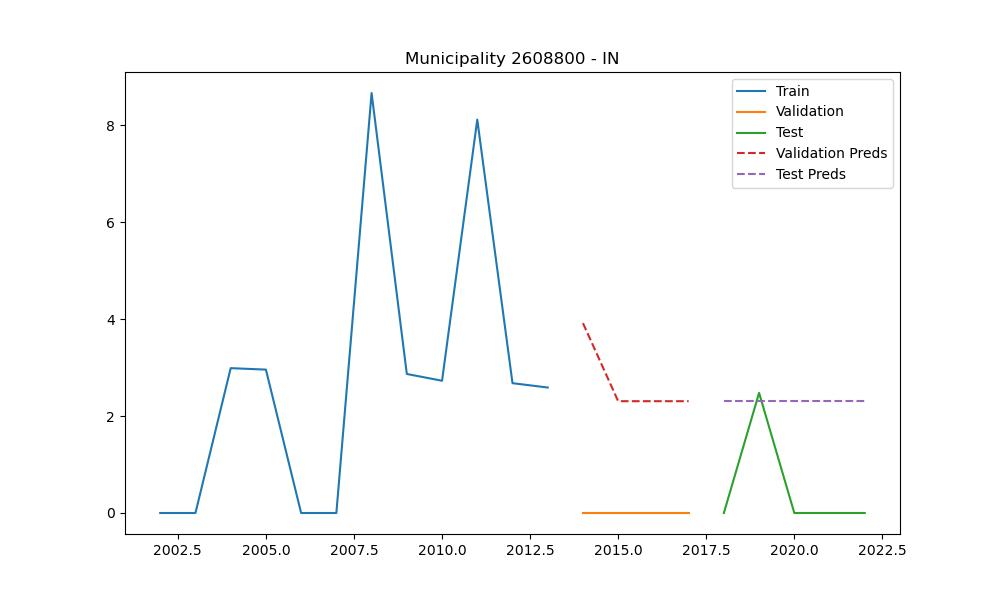 Municipality 2608800 - IN
Train
Validation
Test
Validation Preds
Test Preds
8
6
4
2
0
2002.5 2005.0 2007.5 2010.0 2012.5 2015.0 2017.5 2020.0 2022.5